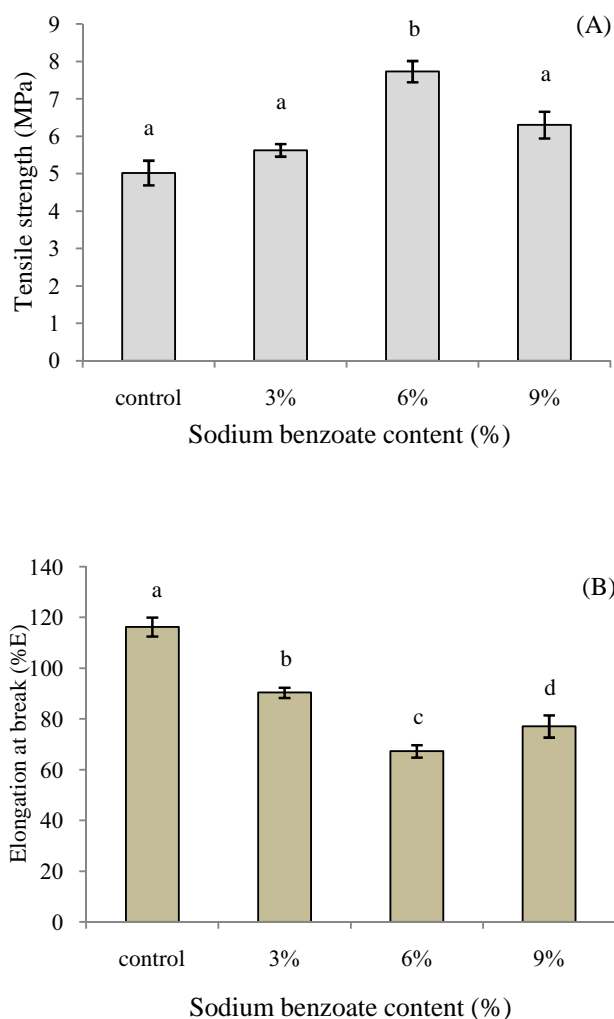 (A)
Tensile strength (MPa)
9
8
7
6
5
4
3
2
1
0
a
a
b
a
control 3% 6% 9%
Sodium benzoate content (%)
(B)
Elongation at break (%E)
140
120
100
80
60
40
20
0
a
b
c
d
control 3% 6% 9%
Sodium benzoate content (%)